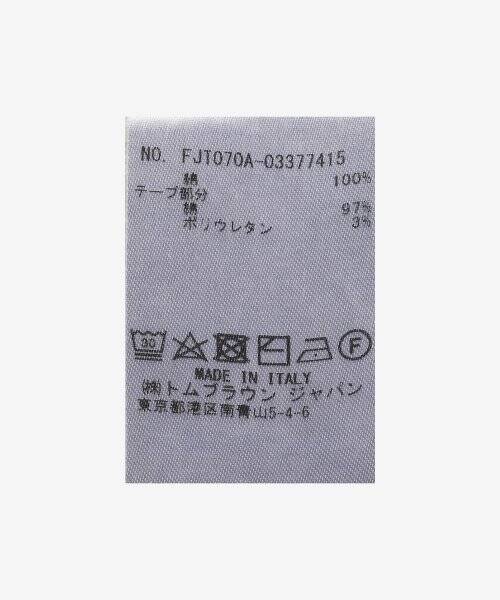 NO. FJT070A-03377415
綿 100%
テープ部分
綿 97%
ポリウレタン 3%
30 F
MADE IN ITALY
㈱トムブラウン ジャパン
東京都港区南青山5-4-6